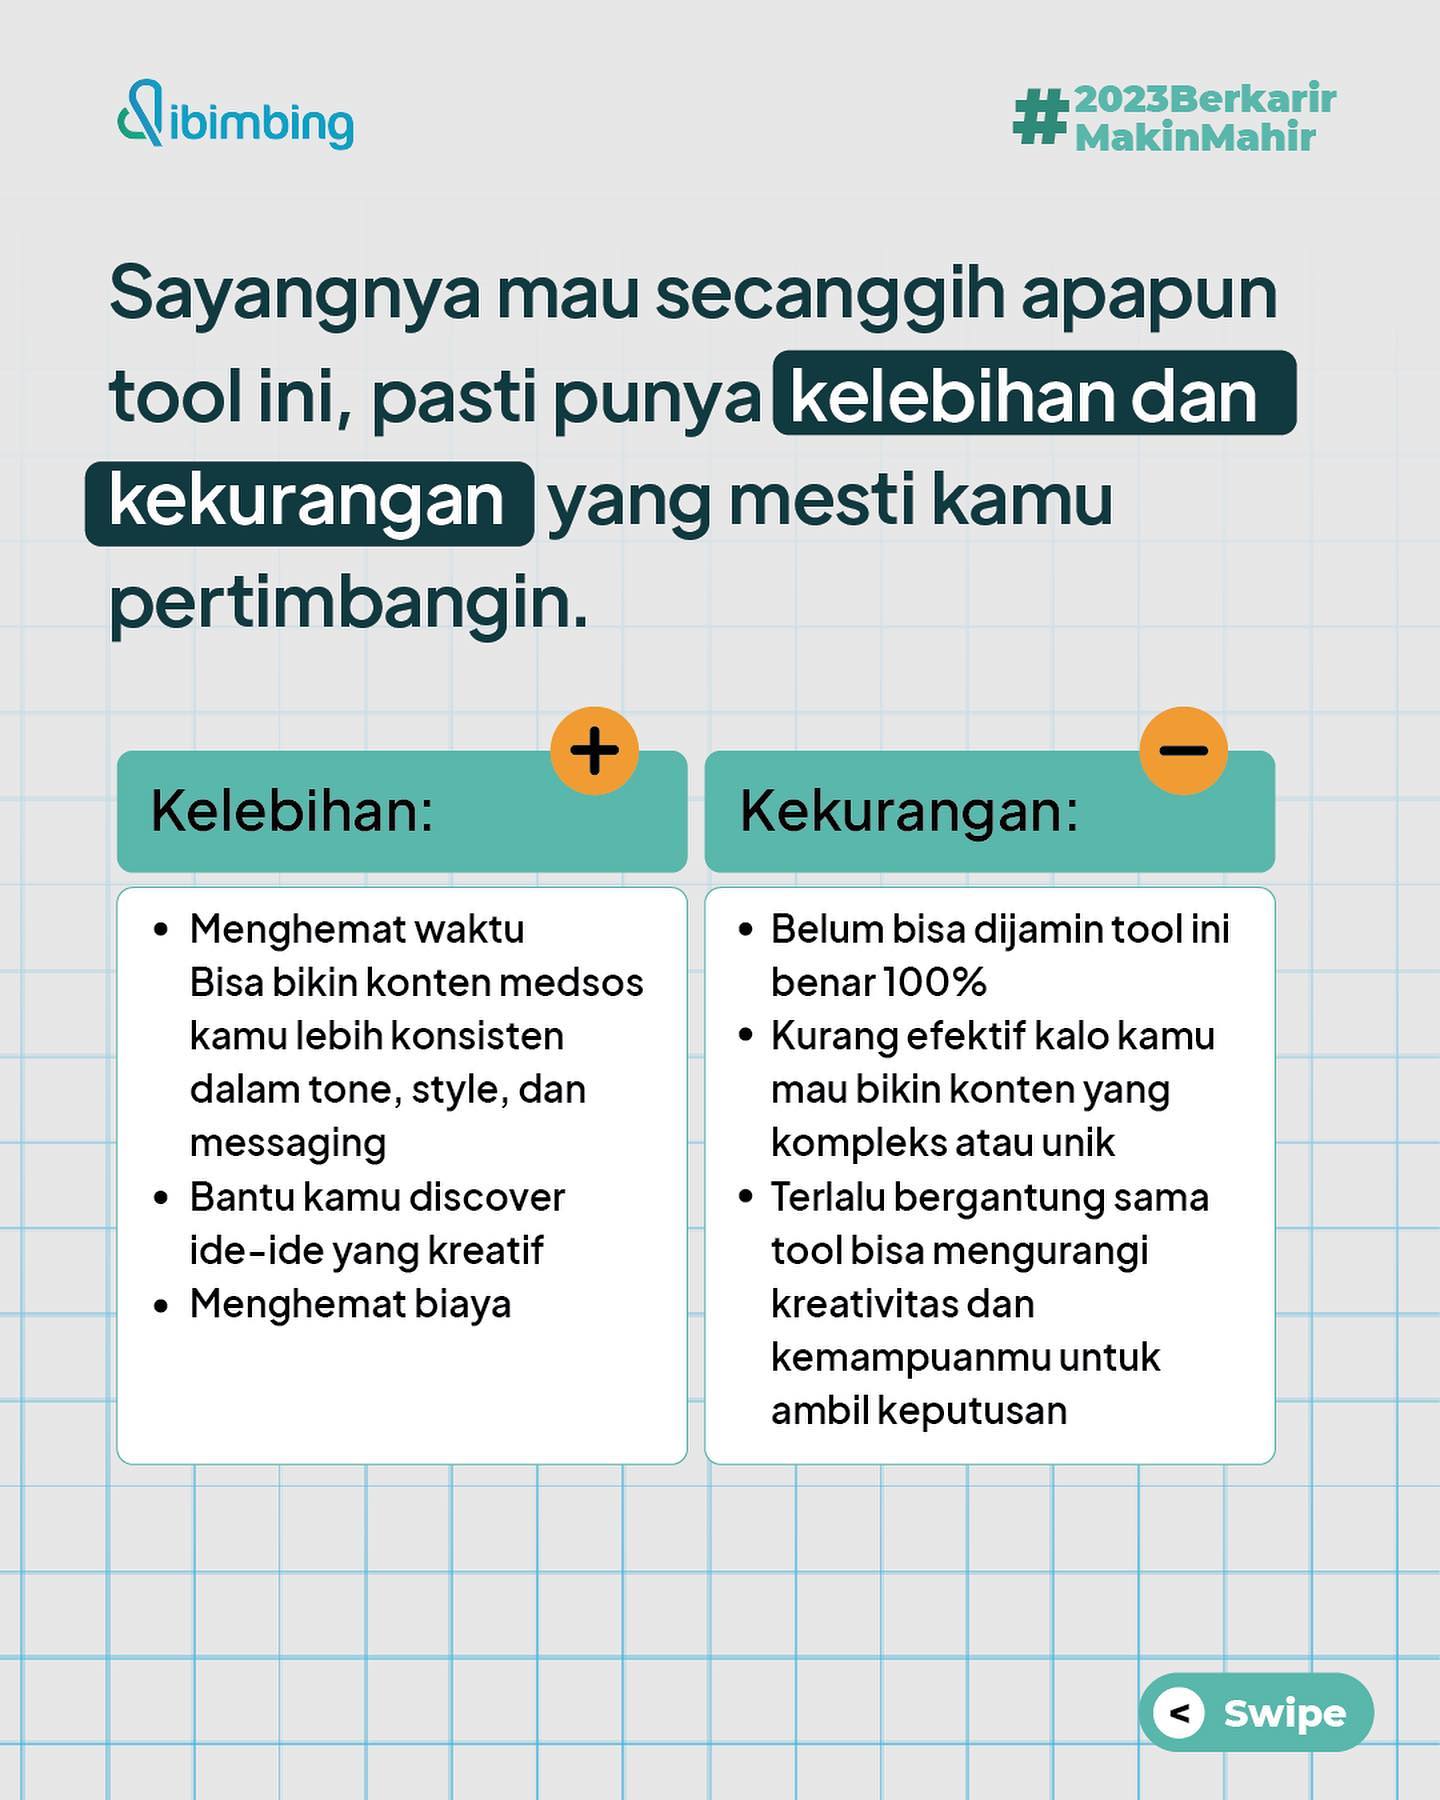 dibimbing
#2023Berkarir
MakinMahir
Sayangnya mau secanggih apapun
tool ini, pasti punya kelebihan dan
kekurangan yang mesti kamu
pertimbangin.
Kelebihan:
• Menghemat waktu
Bisa bikin konten medsos
kamu lebih konsisten
dalam tone, style, dan
messaging
• Bantu kamu discover
ide-ide yang kreatif
• Menghemat biaya
Kekurangan:
• Belum bisa dijamin tool ini
benar 100%
• Kurang efektif kalo kamu
mau bikin konten yang
kompleks atau unik
• Terlalu bergantung sama
tool bisa mengurangi
kreativitas dan
kemampuanmu untuk
ambil keputusan
< Swipe